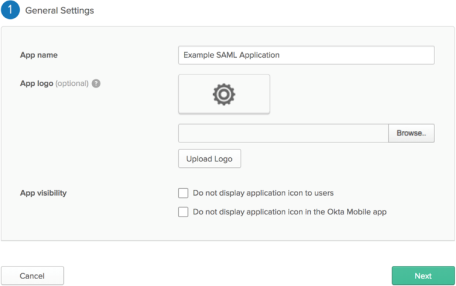 1 General Settings
App name Example SAML Application
App logo (optional) ?
Browse..
Upload Logo
App visibility Do not display application icon to users
Do not display application icon in the Okta Mobile app
Cancel Next